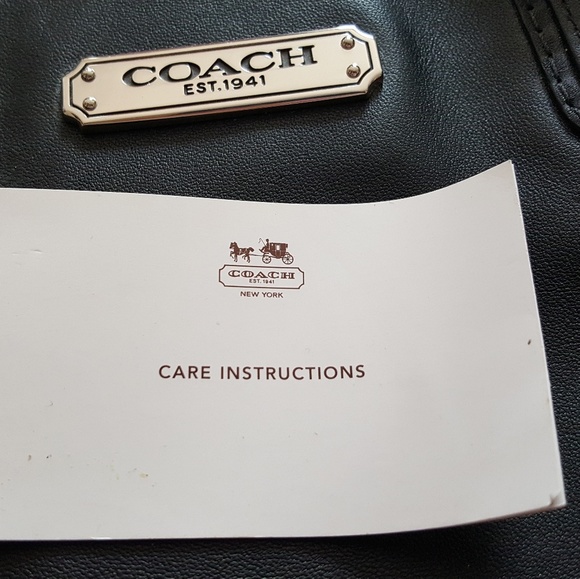 COACH
EST.1941
COACH
EST. 1941
NEW YORK
CARE INSTRUCTIONS